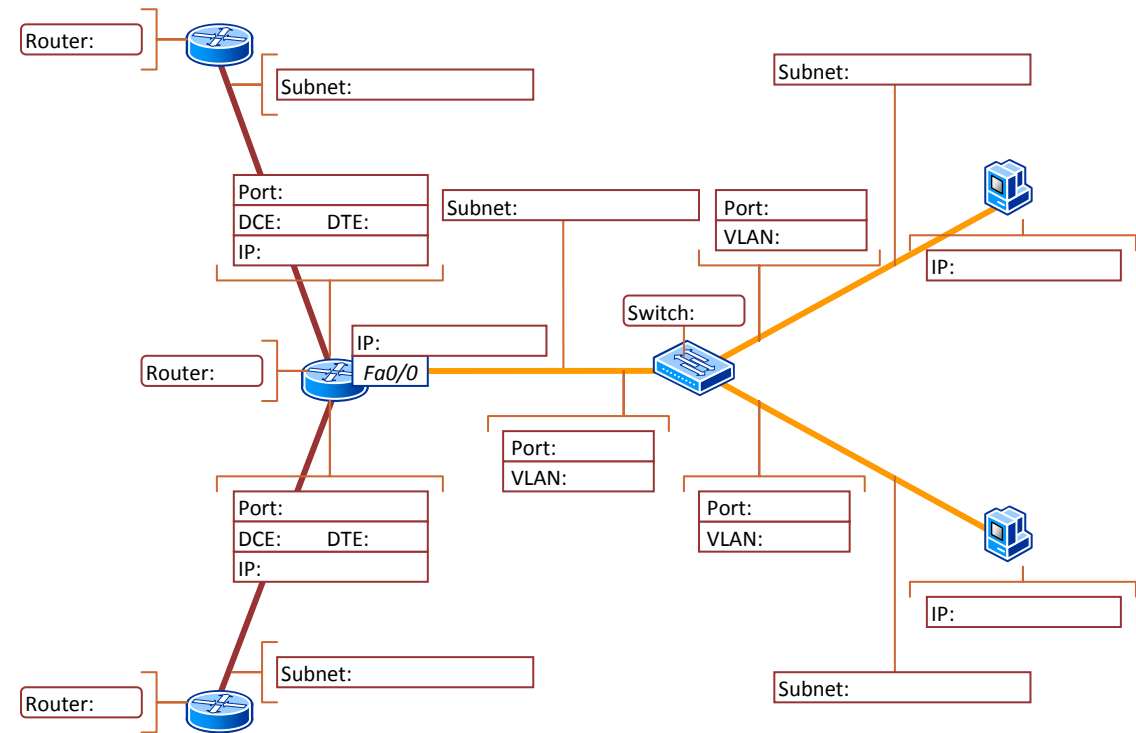 Router:
Subnet:
Subnet:
Port:
DCE: DTE:
IP:
Subnet:
Port:
VLAN:
IP:
Switch:
IP:
Router:
Fa0/0
Port:
VLAN:
Port:
DCE: DTE:
IP:
Port:
VLAN:
IP:
Subnet:
Subnet:
Router: